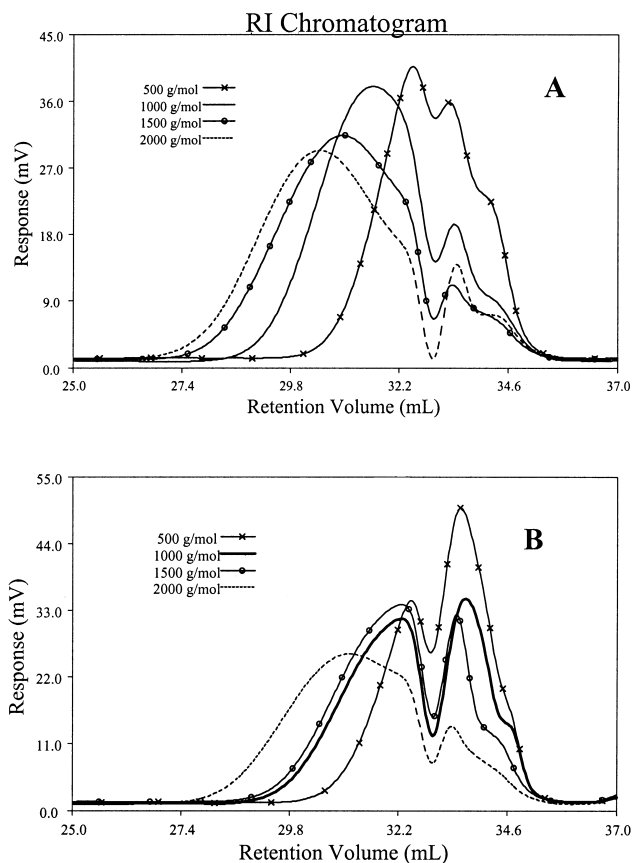 RI Chromatogram
45.0
36.0
27.0
18.0
9.0
0.0
Response (mV)
A
500 g/mol
1000 g/mol
1500 g/mol
2000 g/mol
25.0 27.4 29.8 32.2 34.6 37.0
Retention Volume (mL)
55.0
44.0
33.0
22.0
11.0
0.0
Response (mV)
B
500 g/mol
1000 g/mol
1500 g/mol
2000 g/mol
25.0 27.4 29.8 32.2 34.6 37.0
Retention Volume (mL)